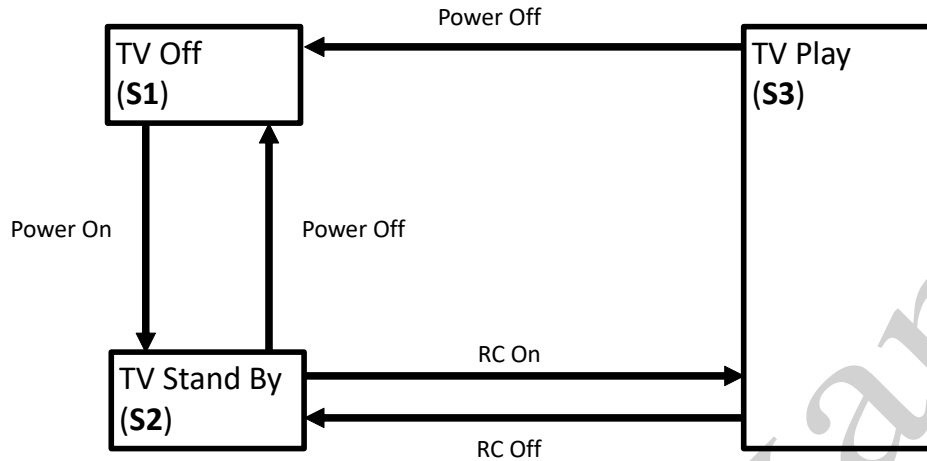 Power Off
TV Off
(S1)
TV Play
(S3)
Power On
Power Off
TV Stand By
(S2)
RC On
RC Off